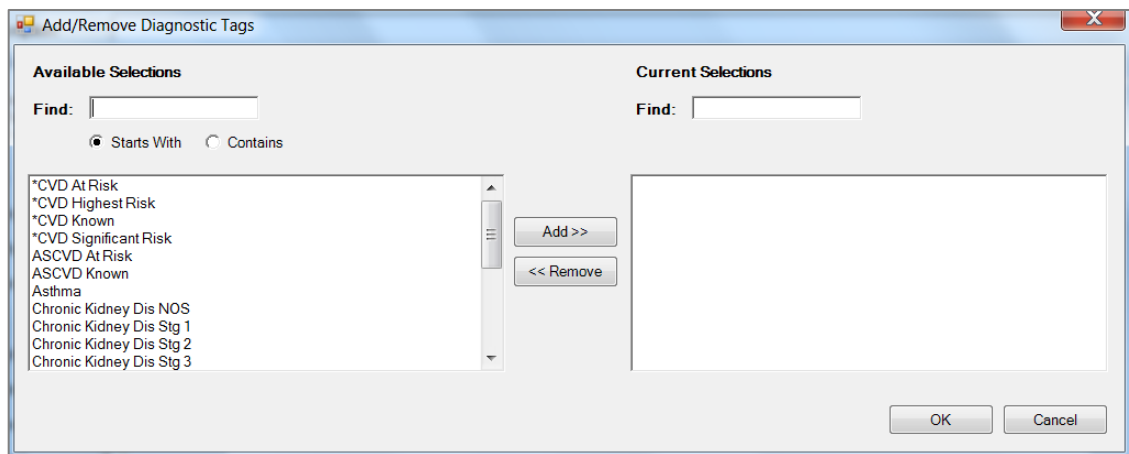 Add/Remove Diagnostic Tags
X
Available Selections
Find:
Starts With
Contains
*CVD At Risk
*CVD Highest Risk
*CVD Known
*CVD Significant Risk
ASCVD At Risk
ASCVD Known
Asthma
Chronic Kidney Dis NOS
Chronic Kidney Dis Stg 1
Chronic Kidney Dis Stg 2
Chronic Kidney Dis Stg 3
Add >>
<< Remove
Current Selections
Find:
OK
Cancel